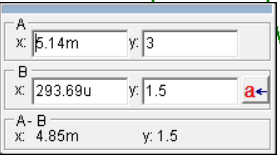 A
x: 5.14m y: 3
B
x: 293.69u y: 1.5 a
A- B
x: 4.85m y: 1.5